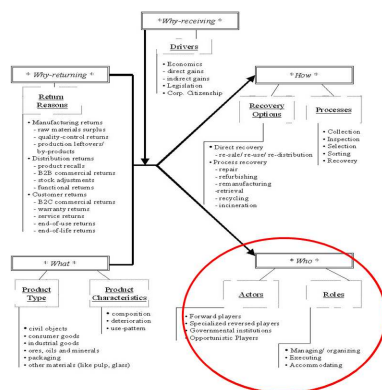 * Why-receiving *
Drivers
• Economics
- direct gains
- indirect gains
• Legislation
• Corp. Citizenship
* Why-returning *
Return
Reasons
• Manufacturing returns
- raw materials surplus
- quality-control returns
- production leftovers/
by-products
• Distribution returns
- product recalls
- B2B commercial returns
- stock adjustments
- functional returns
• Customer returns
- B2C commercial returns
- warranty returns
- service returns
- end-of-use returns
- end-of-life returns
* How *
Recovery
Options
• Direct recovery
- re-sale/ re-use/ re-distribution
• Process recovery
- repair
- refurbishing
- remanufacturing
-retrieval
- recycling
- incineration
Processes
• Collection
• Inspection
• Selection
• Sorting
• Recovery
* What *
Product
Type
• civil objects
• consumer goods
• industrial goods
• ores, oils and minerals
• packaging
• other materials (like pulp, glass)
Product
Characteristics
• composition
• deterioration
• use-pattern
* Who *
Actors
• Forward players
• Specialized reversed players
• Governmental institutions
• Opportunistic Players
Roles
• Managing/ organizing
• Executing
• Accommodating